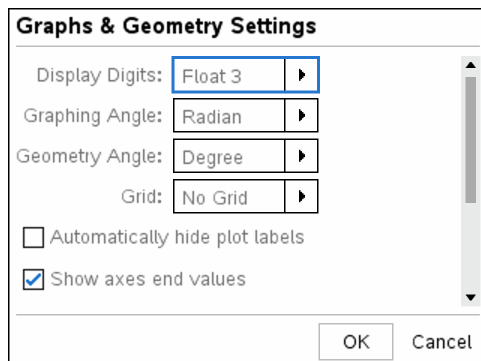 Graphs & Geometry Settings
Display Digits: Float 3
Graphing Angle: Radian
Geometry Angle: Degree
Grid: No Grid
Automatically hide plot labels
Show axes end values
OK Cancel